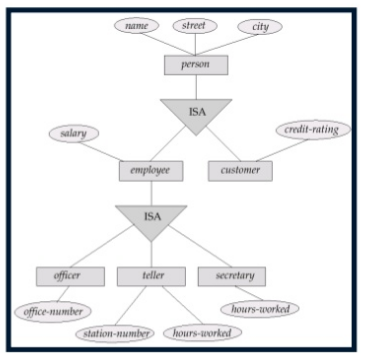 name street city
person
ISA
salary credit-rating
employee customer
ISA
officer teller secretary
office-number hours-worked
station-number hours-worked